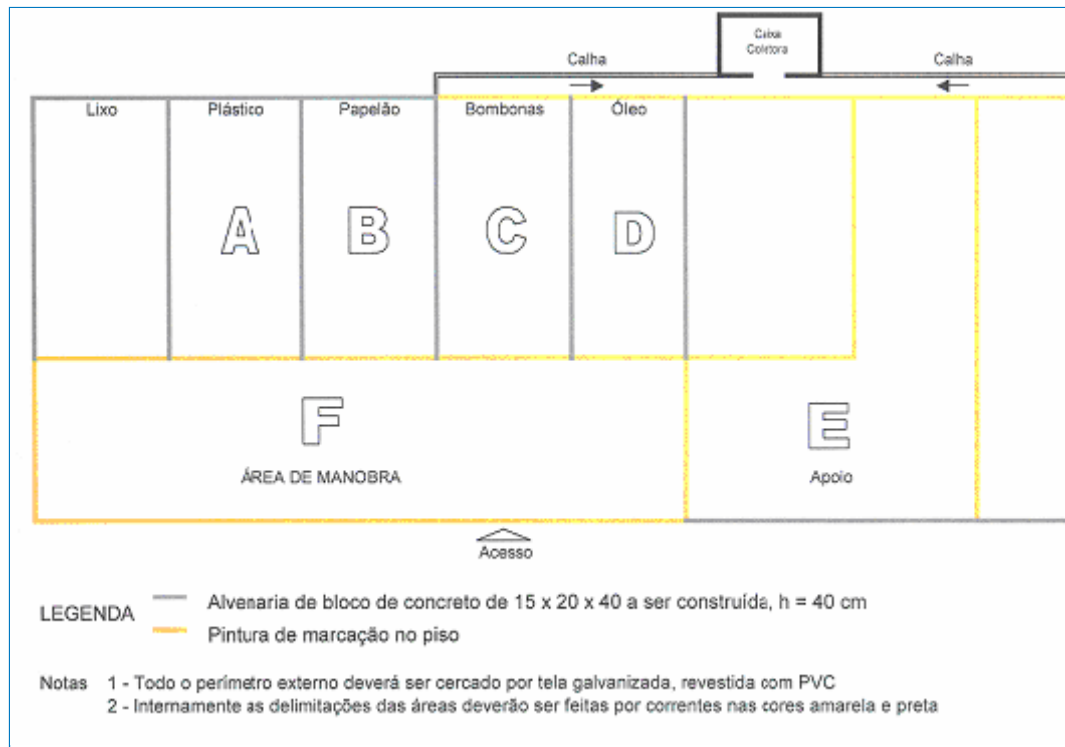 Caixa
Coletora
Calha
Calha
Lixo
Plástico
Papelão
Bombonas
Óleo
A
B
C
D
F
E
ÁREA DE MANOBRA
Apoio
Acesso
LEGENDA
Alvenaria de bloco de concreto de 15 x 20 x 40 a ser construída, h = 40 cm
Pintura de marcação no piso
Notas 1 - Todo o perímetro externo deverá ser cercado por tela galvanizada, revestida com PVC
2 - Internamente as delimitações das áreas deverão ser feitas por correntes nas cores amarela e preta